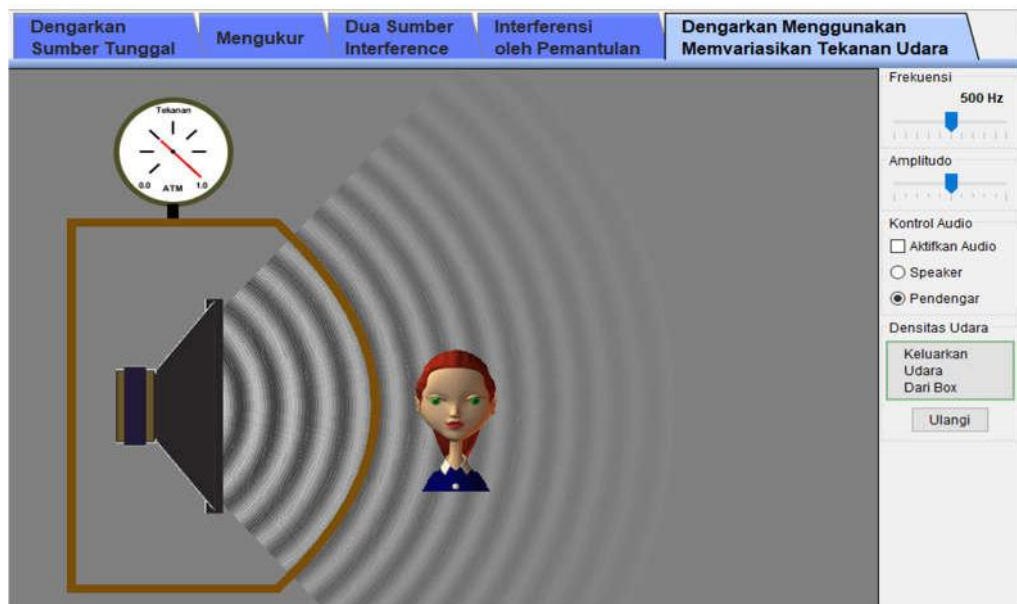 Dengarkan
Sumber Tunggal
Mengukur
Dua Sumber
Interference
Interferensi
oleh Pemantulan
Dengarkan Menggunakan
Memvariasikan Tekanan Udara
Tekanan
0.0
ATM
1.0
Frekuensi
500 Hz
Amplitudo
Kontrol Audio
Aktifkan Audio
Speaker
Pendengar
Densitas Udara
Keluarkan
Udara
Dari Box
Ulangi